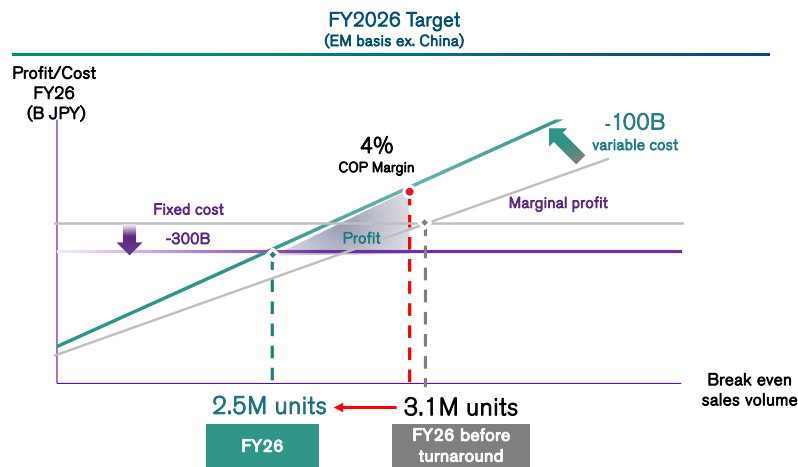 FY2026 Target
(EM basis ex. China)
Profit/Cost
FY26
(B JPY)
-100B
variable cost
4%
COP Margin
Fixed cost
Marginal profit
-300B
Profit
Break even
sales volume
2.5M units
3.1M units
FY26
FY26 before
turnaround